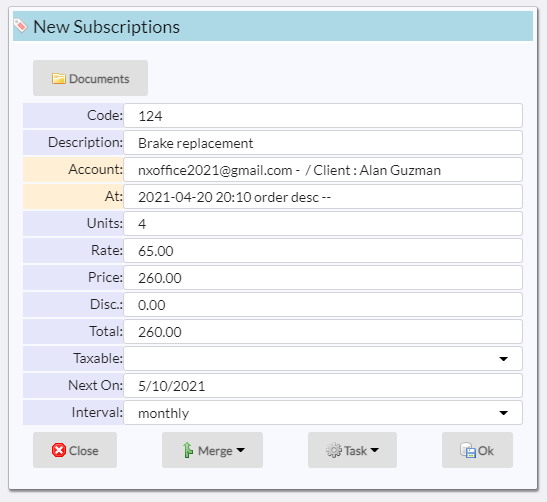 New Subscriptions
Documents
Code: 124
Description: Brake replacement
Account: nxoffice2021@gmail.com - / Client : Alan Guzman
At: 2021-04-20 20:10 order desc --
Units: 4
Rate: 65.00
Price: 260.00
Disc.: 0.00
Total: 260.00
Taxable:
Next On: 5/10/2021
Interval: monthly
Close Merge Task Ok